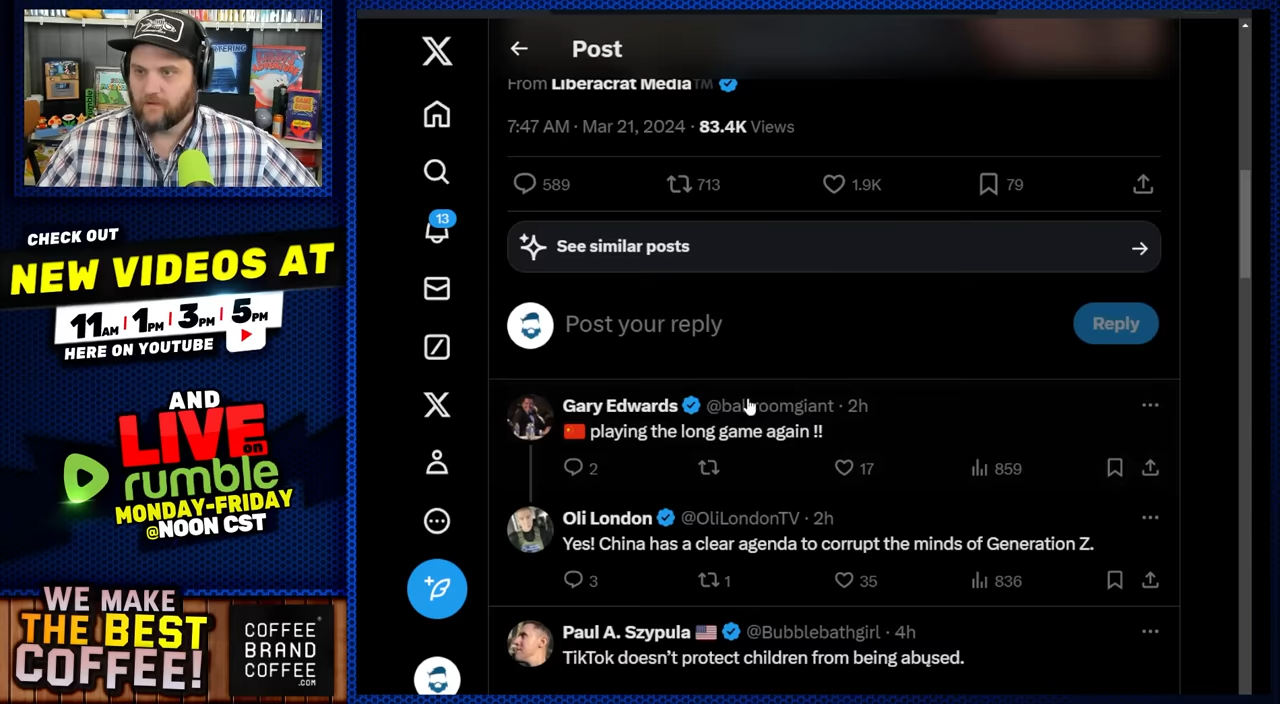 CHECK OUT
NEW VIDEOS AT
11AM | 1PM | 3PM | 5PM
HERE ON YOUTUBE
AND
LIVE on
rumble
MONDAY-FRIDAY
@NOON CST
WE MAKE
THE BEST
COFFEE!
COFFEE
BRAND
COFFEE
.COM
Post
From Liberacrat Media™
7:47 AM · Mar 21, 2024 · 83.4K Views
589 713 1.9K 79
13
See similar posts
Post your reply
Reply
Gary Edwards @ballroomgiant · 2h
🇨🇳 playing the long game again !!
2 17 859
Oli London @OliLondonTV · 2h
Yes! China has a clear agenda to corrupt the minds of Generation Z.
3 1 35 836
Paul A. Szypula 🇺🇸 @Bubblebathgirl · 4h
TikTok doesn’t protect children from being abused.